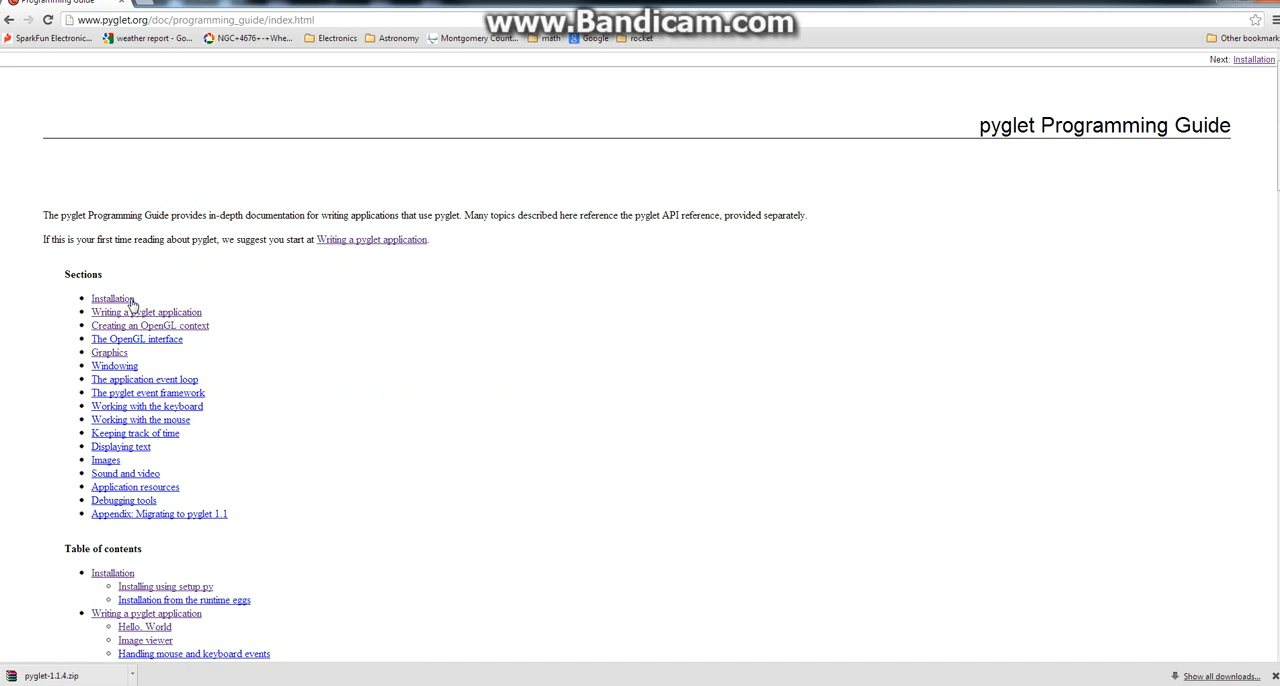 Programming Guide
www.Bandicam.com
www.pyglet.org/doc/programming_guide/index.html
SparkFun Electronic... weather report - Go... NGC+4676+-+Whe... Electronics Astronomy Montgomery Count... math Google rocket Other bookmark
Next: Installation
pyglet Programming Guide
The pyglet Programming Guide provides in-depth documentation for writing applications that use pyglet. Many topics described here reference the pyglet API reference, provided separately.
If this is your first time reading about pyglet, we suggest you start at Writing a pyglet application.
Sections
Installation
Writing a pyglet application
Creating an OpenGL context
The OpenGL interface
Graphics
Windowing
The application event loop
The pyglet event framework
Working with the keyboard
Working with the mouse
Keeping track of time
Displaying text
Images
Sound and video
Application resources
Debugging tools
Appendix: Migrating to pyglet 1.1
Table of contents
Installation
Installing using setup.py
Installation from the runtime eggs
Writing a pyglet application
Hello, World
Image viewer
Handling mouse and keyboard events
pyglet-1.1.4.zip Show all downloads...